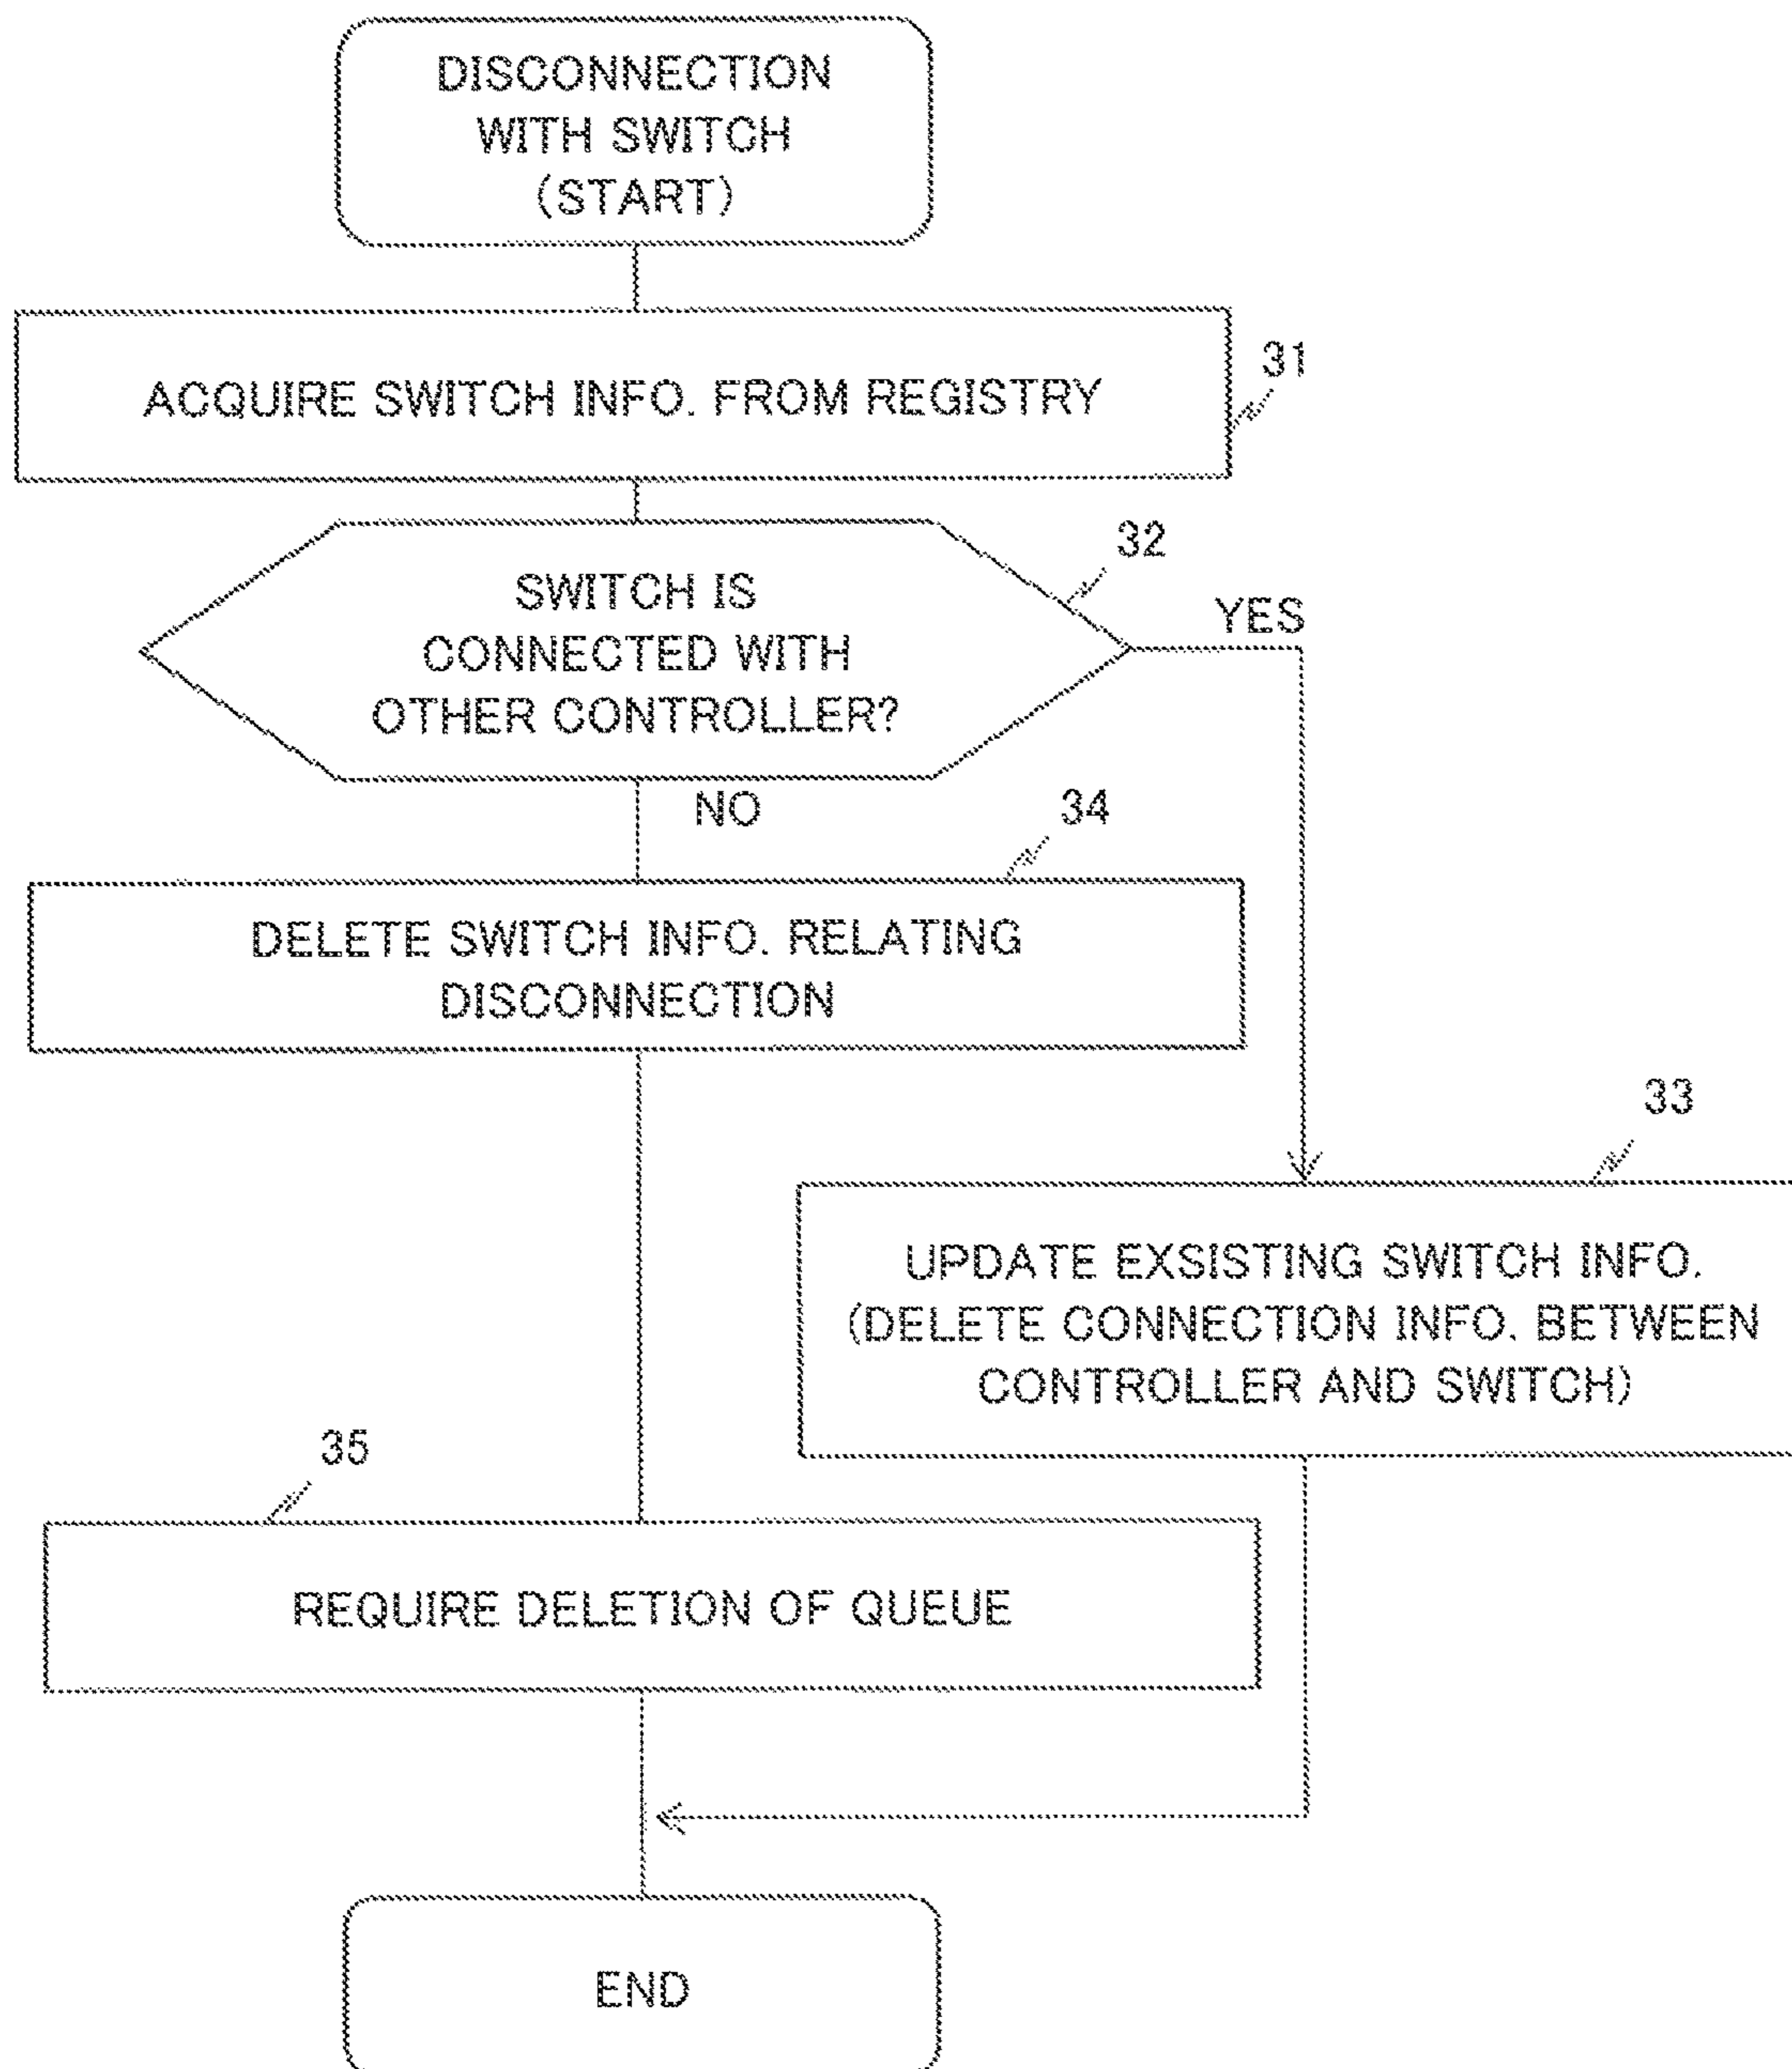 DISCONNECTION
WITH SWITCH
(START)
ACQUIRE SWITCH INFO. FROM REGISTRY
31
SWITCH IS
CONNECTED WITH
OTHER CONTROLLER?
32
YES
NO
34
DELETE SWITCH INFO. RELATING
DISCONNECTION
33
UPDATE EXSISTING SWITCH INFO.
(DELETE CONNECTION INFO. BETWEEN
CONTROLLER AND SWITCH)
35
REQUIRE DELETION OF QUEUE
END